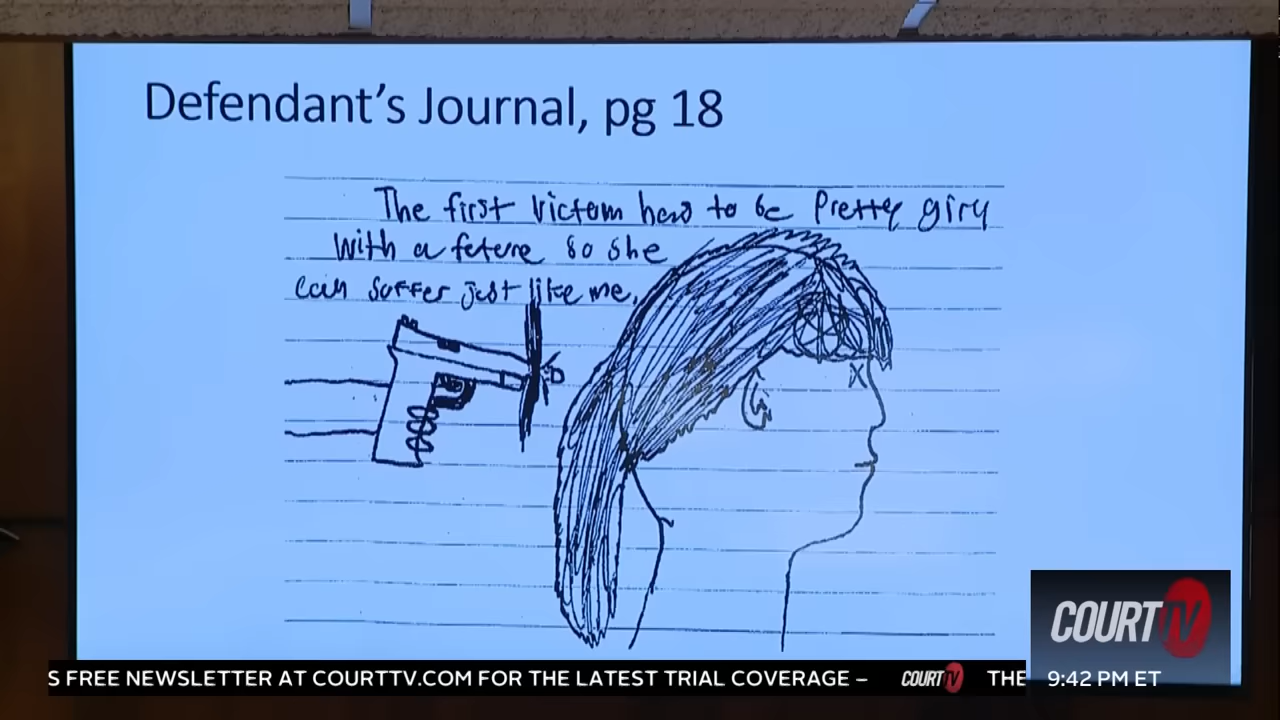 Defendant's Journal, pg 18
The first victom has to be Pretty girly
With a feture so she
can suffer just like me,
COURT TV
S FREE NEWSLETTER AT COURTTV.COM FOR THE LATEST TRIAL COVERAGE – COURT TV THE
9:42 PM ET